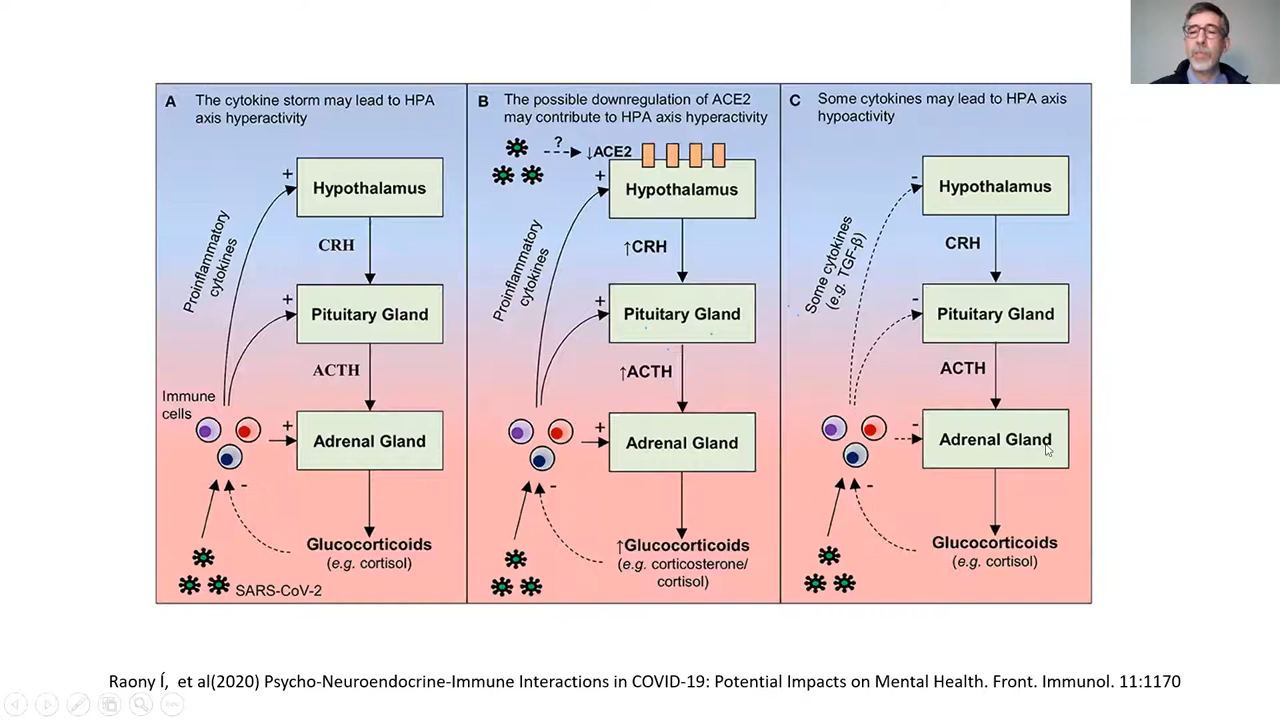 A
The cytokine storm may lead to HPA
axis hyperactivity
+
Hypothalamus
Proinflammatory
cytokines
CRH
+
Pituitary Gland
ACTH
Immune
cells
+
Adrenal Gland
-
Glucocorticoids
(e.g. cortisol)
SARS-CoV-2
B
The possible downregulation of ACE2
may contribute to HPA axis hyperactivity
?
↓ACE2
+
Hypothalamus
Proinflammatory
cytokines
↑CRH
+
Pituitary Gland
↑ACTH
+
Adrenal Gland
-
↑Glucocorticoids
(e.g. corticosterone/
cortisol)
C
Some cytokines may lead to HPA axis
hypoactivity
-
Hypothalamus
Some cytokines
(e.g. TGF-β)
CRH
-
Pituitary Gland
ACTH
-
Adrenal Gland
-
Glucocorticoids
(e.g. cortisol)
Raony Í, et al(2020) Psycho-Neuroendocrine-Immune Interactions in COVID-19: Potential Impacts on Mental Health. Front. Immunol. 11:1170